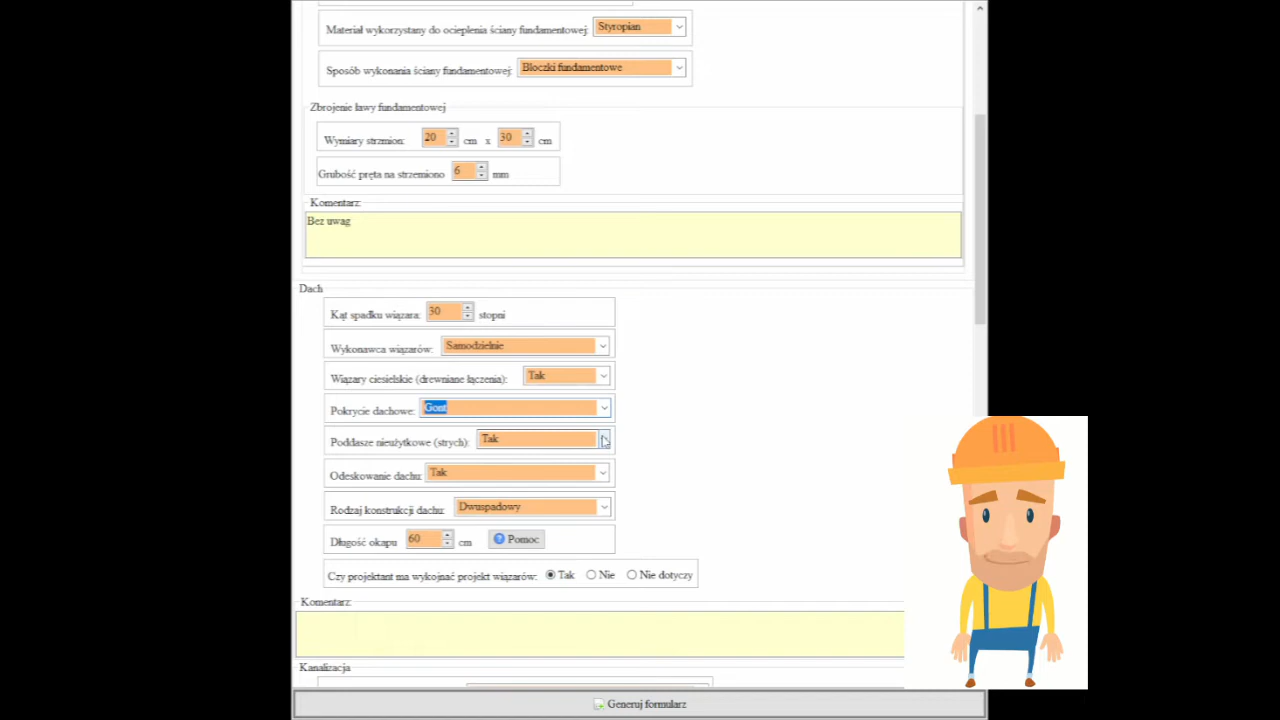 Materiał wykorzystany do ocieplenia ściany fundamentowej: Styropian
Sposób wykonania ściany fundamentowej: Bloczki fundamentowe
Zbrojenie ławy fundamentowej
Wymiary strzmion: 20 cm x 30 cm
Grubość pręta na strzemiono 6 mm
Komentarz:
Bez uwag
Dach
Kąt spadku wiązara: 30 stopni
Wykonawca wiązarów: Samodzielnie
Wiązary ciesielskie (drewniane łączenia): Tak
Pokrycie dachowe: Gont
Poddasze nieużytkowe (strych): Tak
Odeskowanie dachu: Tak
Rodzaj konstrukcji dachu: Dwuspadowy
Długość okapu 60 cm ? Pomoc
Czy projektant ma wykojnać projekt wiązarów: Tak Nie Nie dotyczy
Komentarz:
Kanalizacja
Generuj formularz